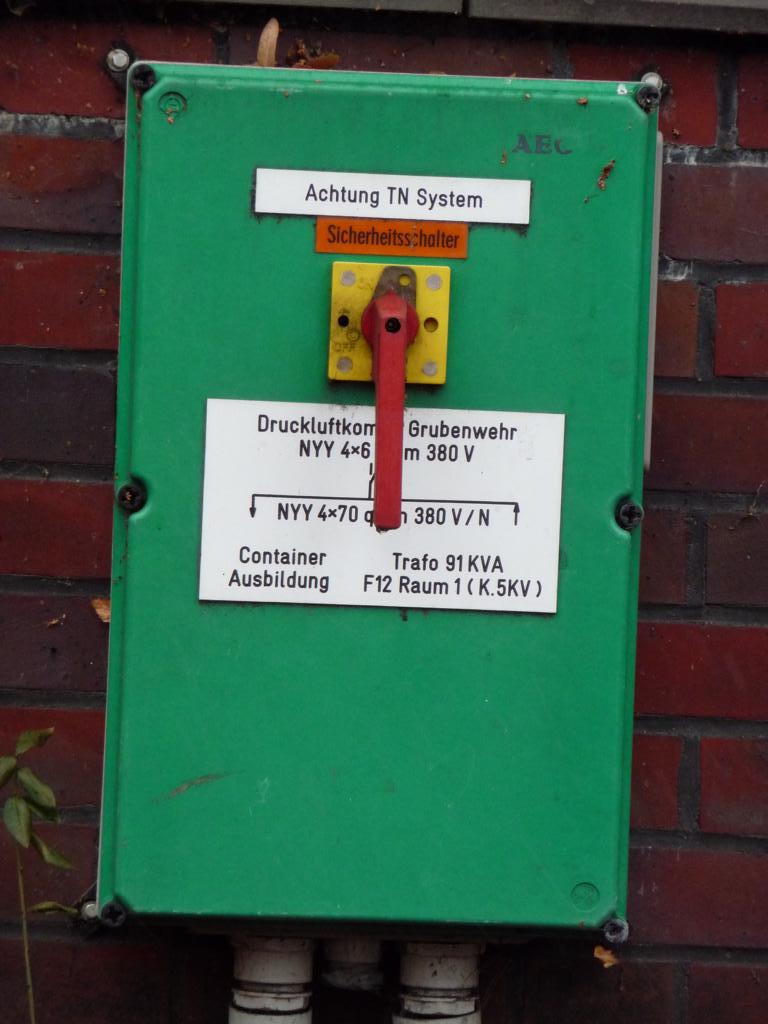 AEG
Achtung TN System
Sicherheitsschalter
Druckluftkom Grubenwehr
NYY 4×6 m 380 V
NYY 4×70 q 380 V/N
Container Trafo 91 KVA
Ausbildung F12 Raum 1 ( K.5KV )